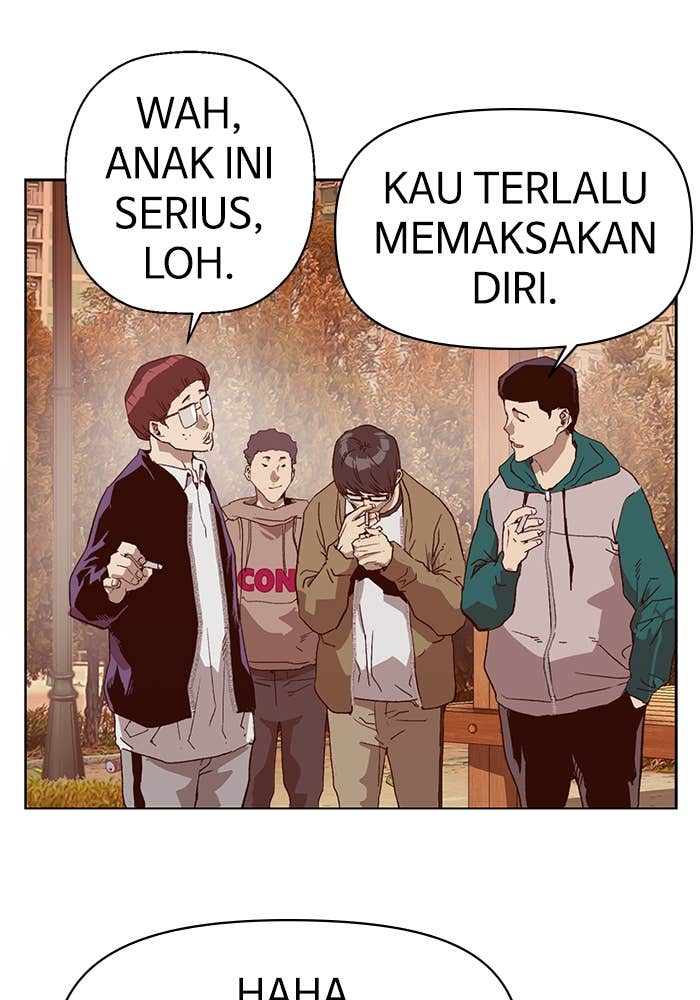 WAH,
ANAK INI
SERIUS,
LOH.
KAU TERLALU
MEMAKSAKAN
DIRI.
CON
HAHA